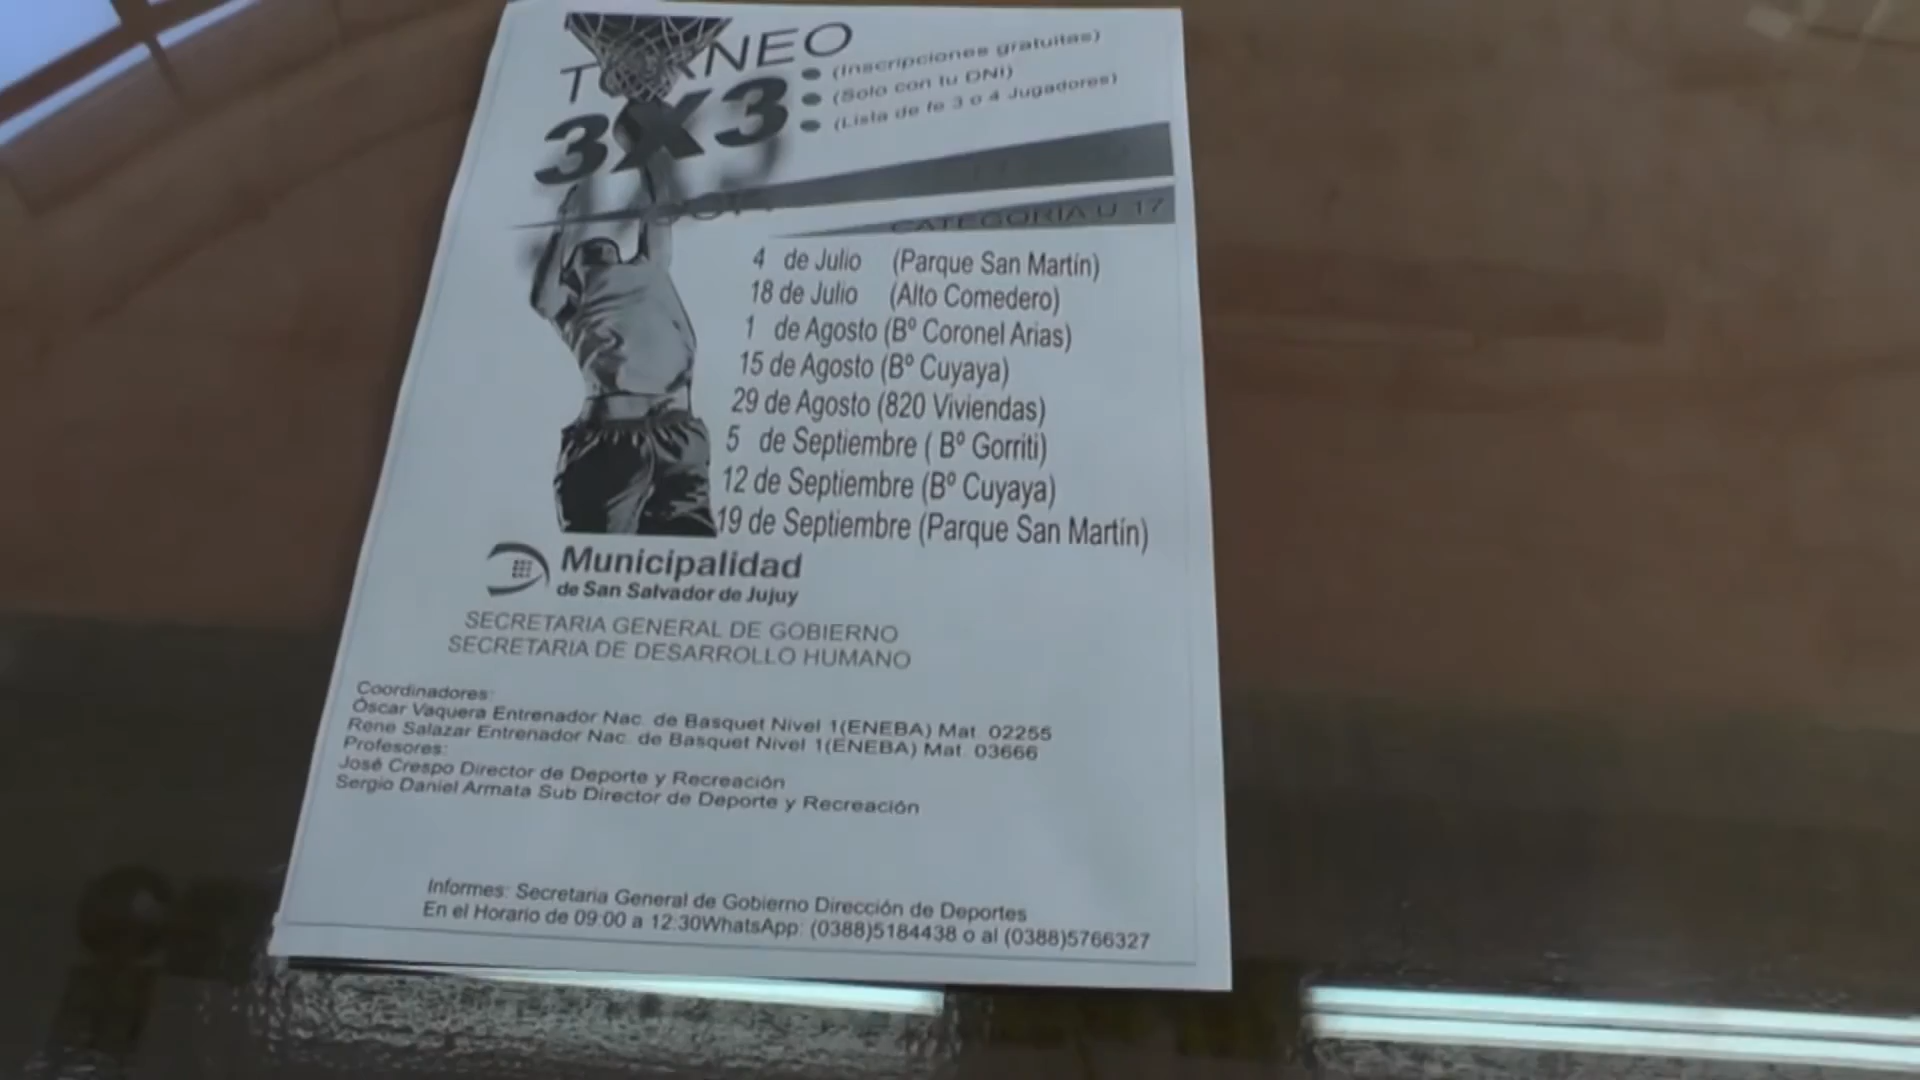 TORNEO
3X3
(Inscripciones gratuitas)
(Solo con tu DNI)
(Lista de fe 3 o 4 Jugadores)
CATEGORIA U 17
4 de Julio (Parque San Martín)
18 de Julio (Alto Comedero)
1 de Agosto (Bº Coronel Arias)
15 de Agosto (Bº Cuyaya)
29 de Agosto (820 Viviendas)
5 de Septiembre ( Bº Gorriti)
12 de Septiembre (Bº Cuyaya)
19 de Septiembre (Parque San Martín)
Municipalidad
de San Salvador de Jujuy
SECRETARIA GENERAL DE GOBIERNO
SECRETARIA DE DESARROLLO HUMANO
Coordinadores:
Òscar Vaquera Entrenador Nac. de Basquet Nivel 1(ENEBA) Mat. 02255
Rene Salazar Entrenador Nac. de Basquet Nivel 1(ENEBA) Mat. 03666
Profesores:
José Crespo Director de Deporte y Recreación
Sergio Daniel Armata Sub Director de Deporte y Recreación
Informes: Secretaria General de Gobierno Dirección de Deportes
En el Horario de 09:00 a 12:30WhatsApp: (0388)5184438 o al (0388)5766327